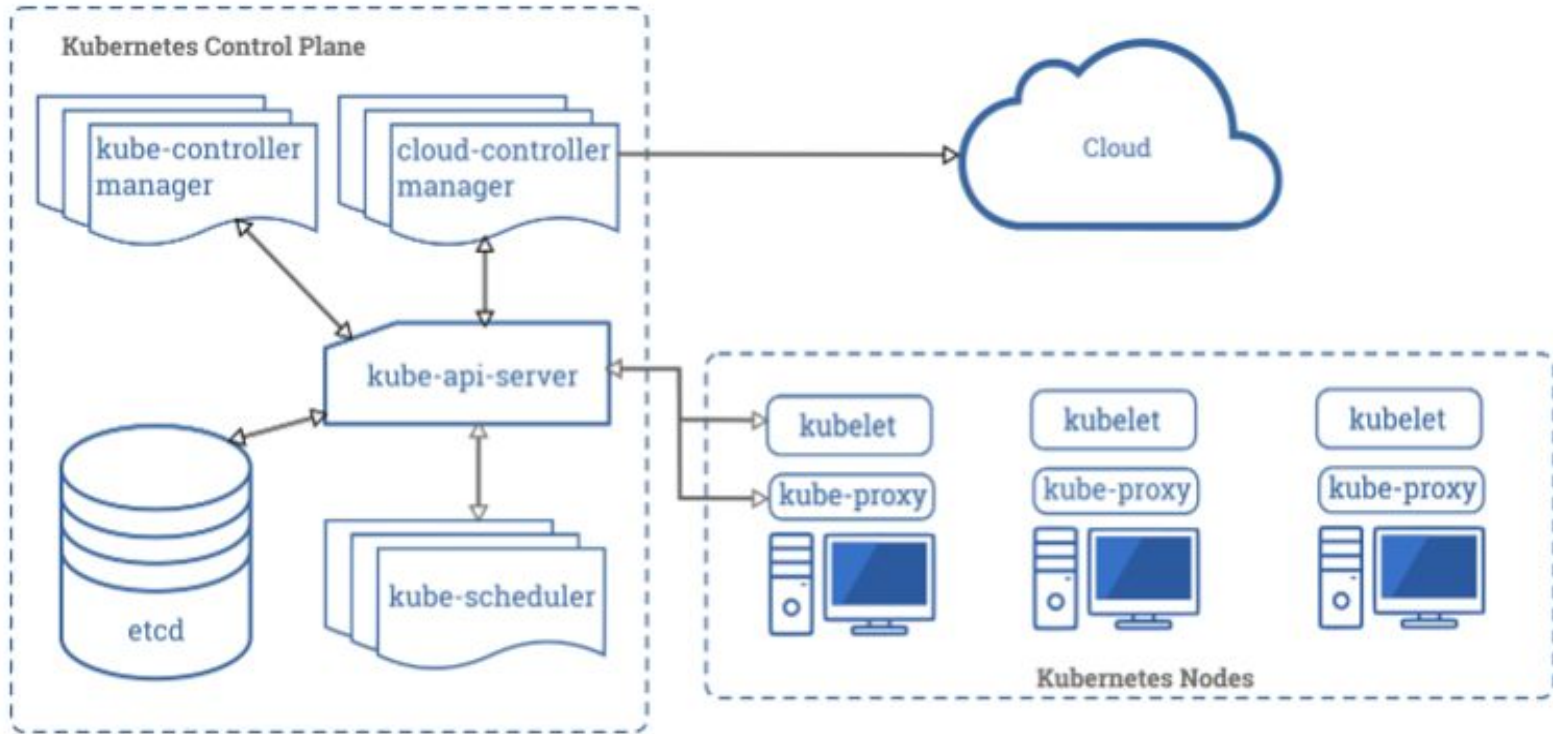 Kubernetes Control Plane
kube-controller
manager
cloud-controller
manager
Cloud
kube-api-server
kubelet
kubelet
kubelet
kube-proxy
kube-proxy
kube-proxy
etcd
kube-scheduler
Kubernetes Nodes